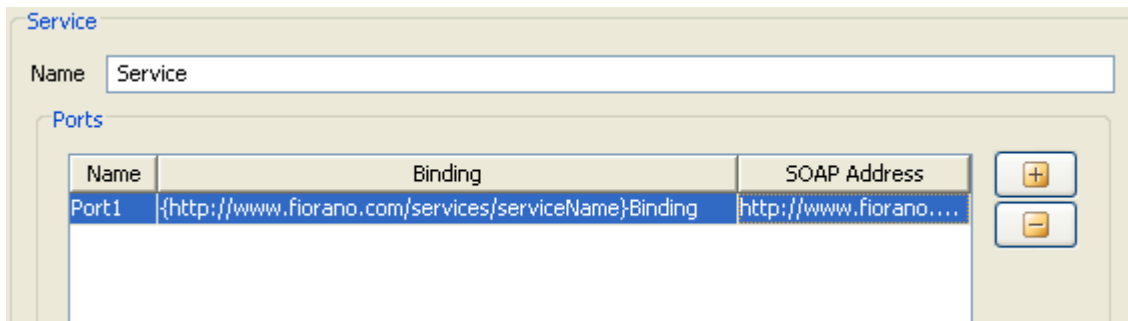 Service
Name Service
Ports
Name Binding SOAP Address
Port1 {http://www.fiorano.com/services/serviceName}Binding http://www.fiorano....